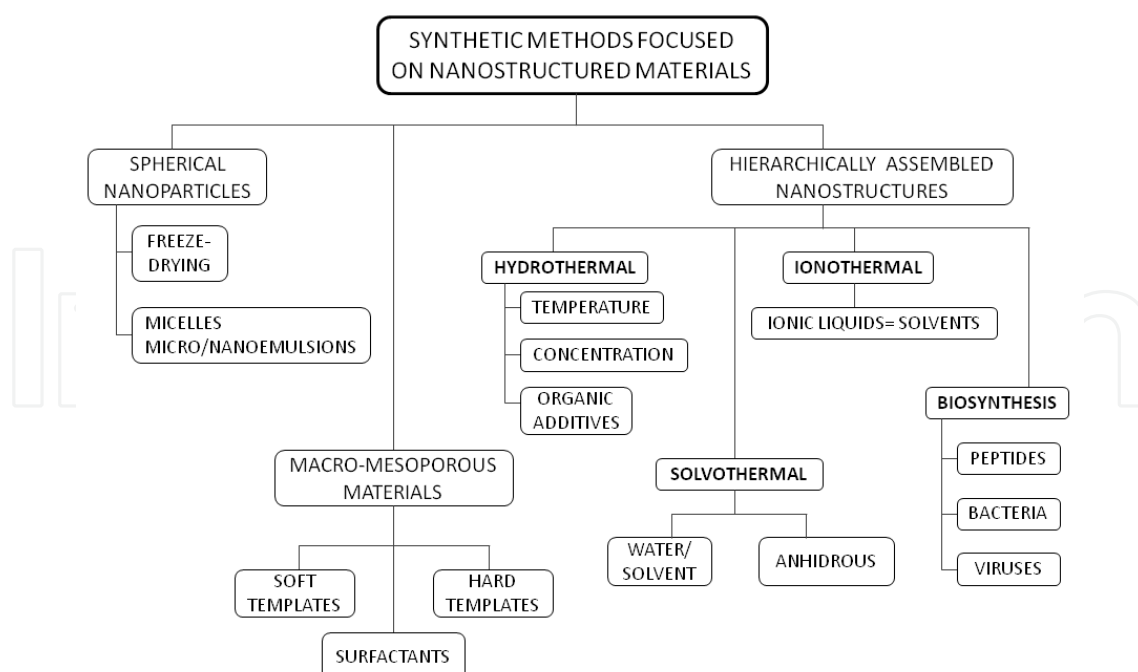 SYNTHETIC METHODS FOCUSED
ON NANOSTRUCTURED MATERIALS
SPHERICAL
NANOPARTICLES
HIERARCHICALLY ASSEMBLED
NANOSTRUCTURES
FREEZE-
DRYING
MICELLES
MICRO/NANOEMULSIONS
HYDROTHERMAL
TEMPERATURE
CONCENTRATION
ORGANIC
ADDITIVES
IONOTHERMAL
IONIC LIQUIDS= SOLVENTS
BIOSYNTHESIS
PEPTIDES
BACTERIA
VIRUSES
MACRO-MESOPOROUS
MATERIALS
SOFT
TEMPLATES
HARD
TEMPLATES
SURFACTANTS
SOLVOTHERMAL
WATER/
SOLVENT
ANHIDROUS